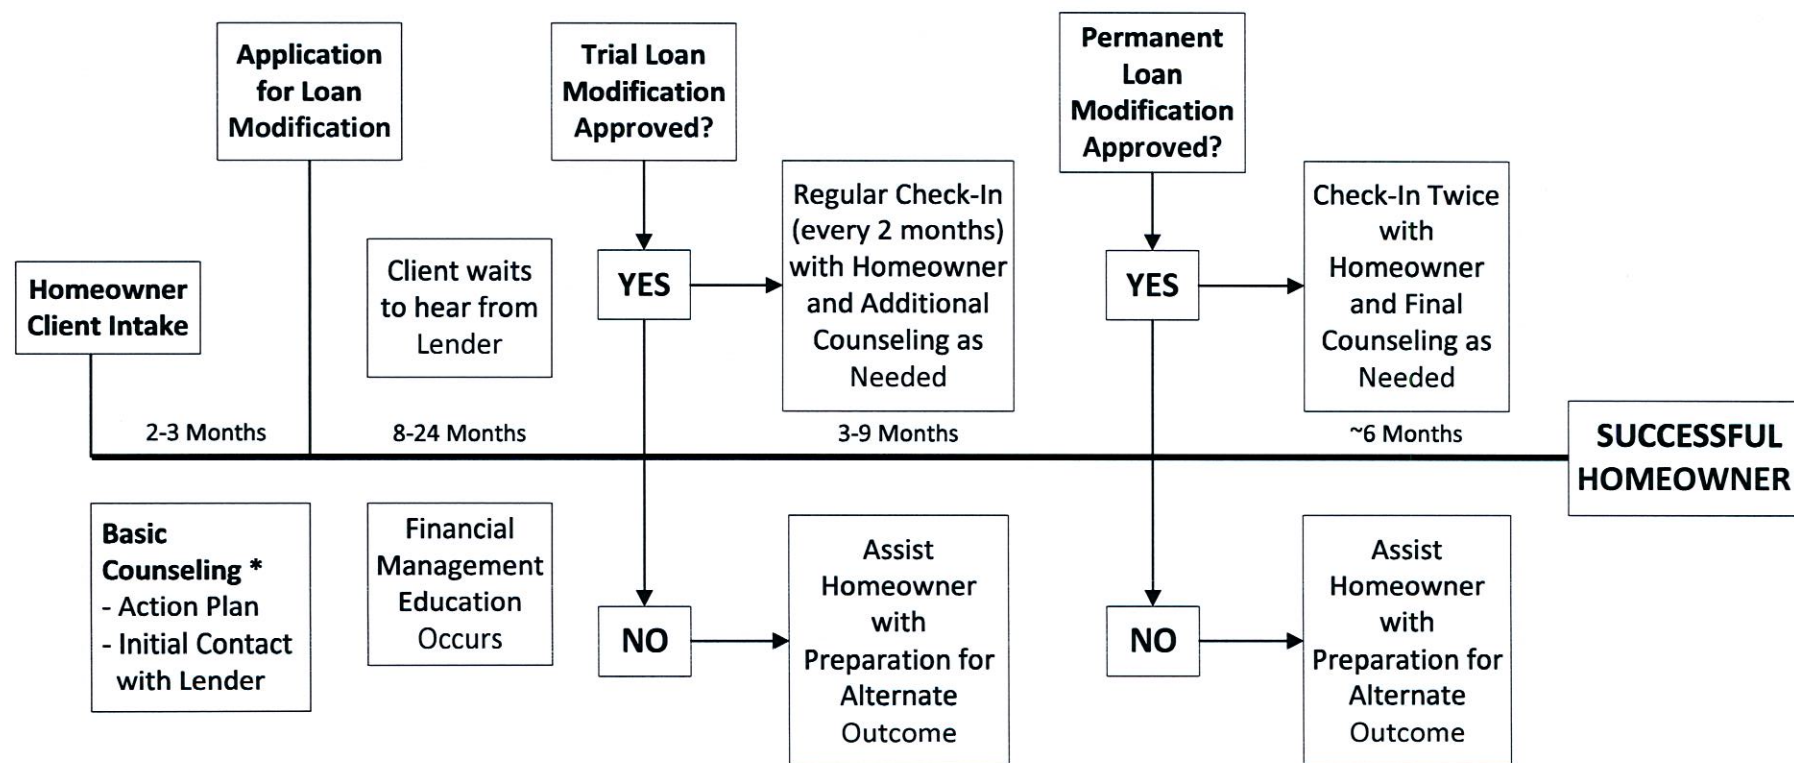 Homeowner
Client Intake
Application
for Loan
Modification
Trial Loan
Modification
Approved?
Permanent
Loan
Modification
Approved?
Client waits
to hear from
Lender
YES
Regular Check-In
(every 2 months)
with Homeowner
and Additional
Counseling as
Needed
YES
Check-In Twice
with
Homeowner
and Final
Counseling as
Needed
2-3 Months
8-24 Months
3-9 Months
~6 Months
SUCCESSFUL
HOMEOWNER
Basic
Counseling *
- Action Plan
- Initial Contact
with Lender
Financial
Management
Education
Occurs
NO
Assist
Homeowner
with
Preparation for
Alternate
Outcome
NO
Assist
Homeowner
with
Preparation for
Alternate
Outcome